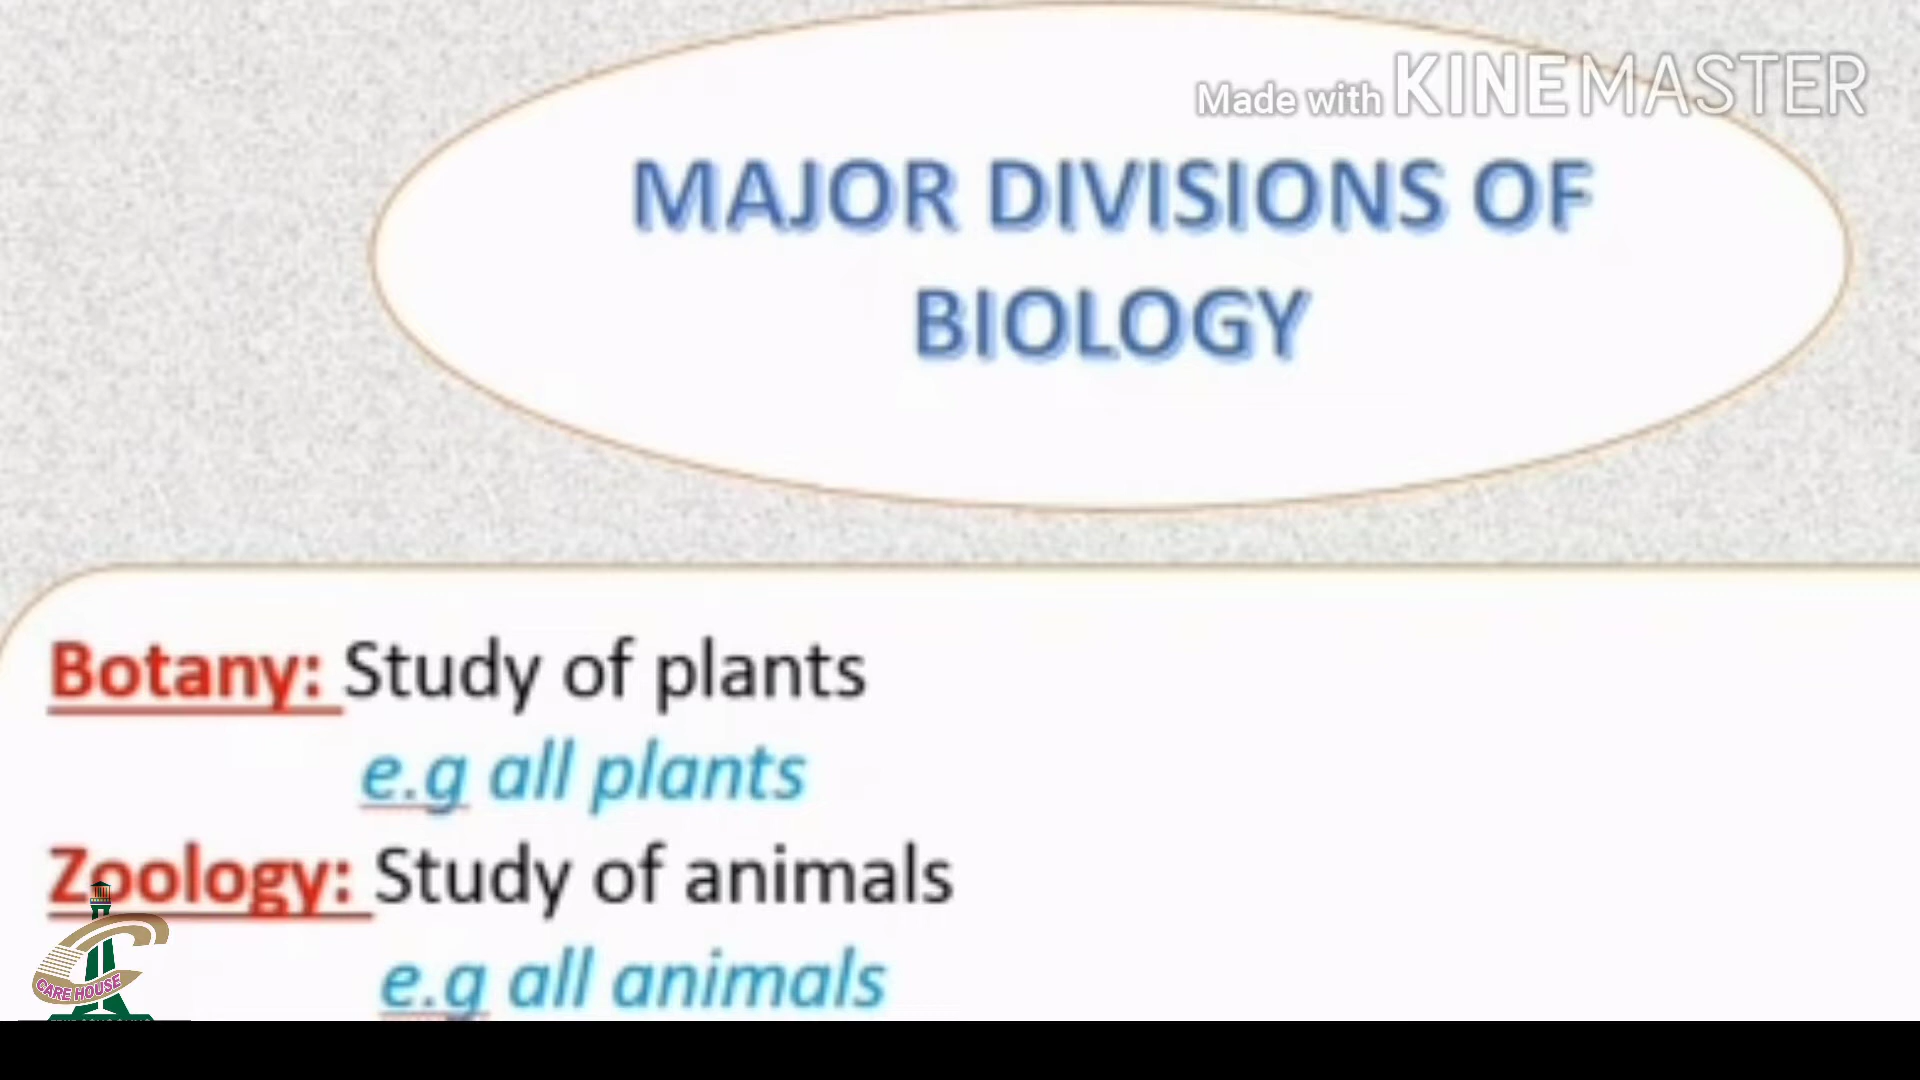 Made with KINEMASTER
MAJOR DIVISIONS OF
BIOLOGY
Botany: Study of plants
e.g all plants
Zoology: Study of animals
e.g all animals
CARE HOUSE